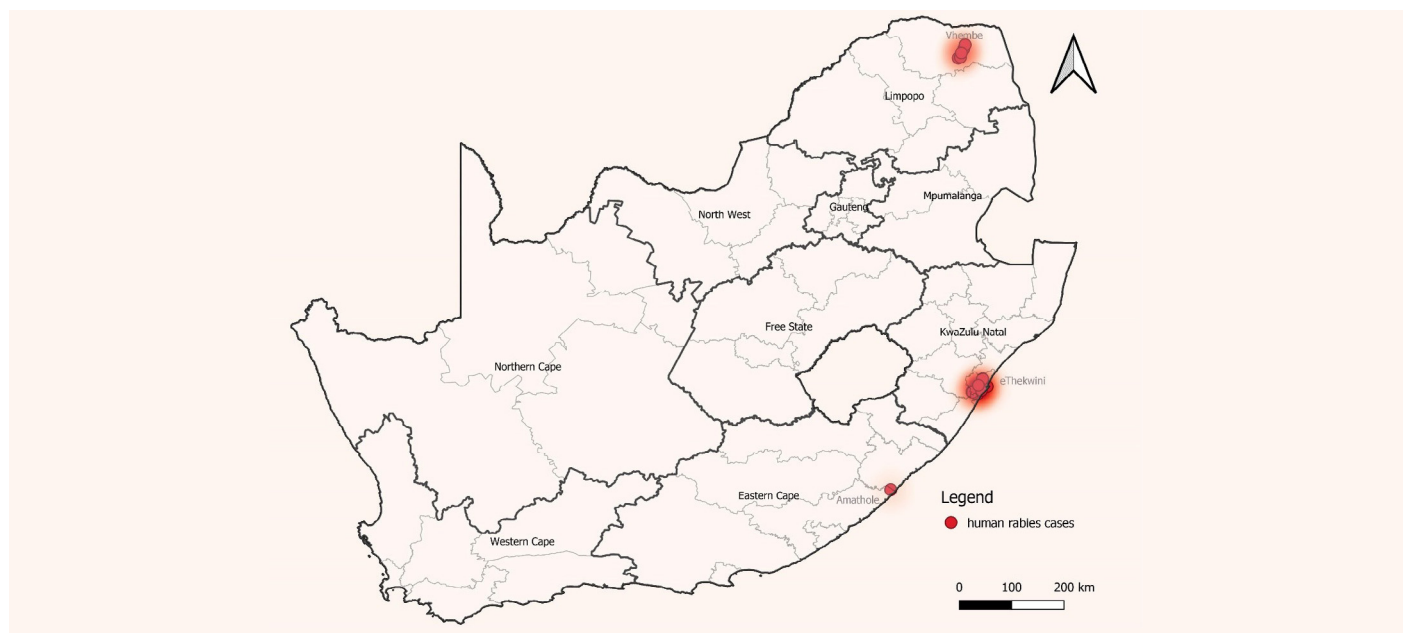 Vhembe
Limpopo
Mpumalanga
Gauteng
North West
Free State
KwaZulu Natal
Northern Cape
eThekwini
Eastern Cape
Amathole
Legend
human rabies cases
Western Cape
0 100 200 km